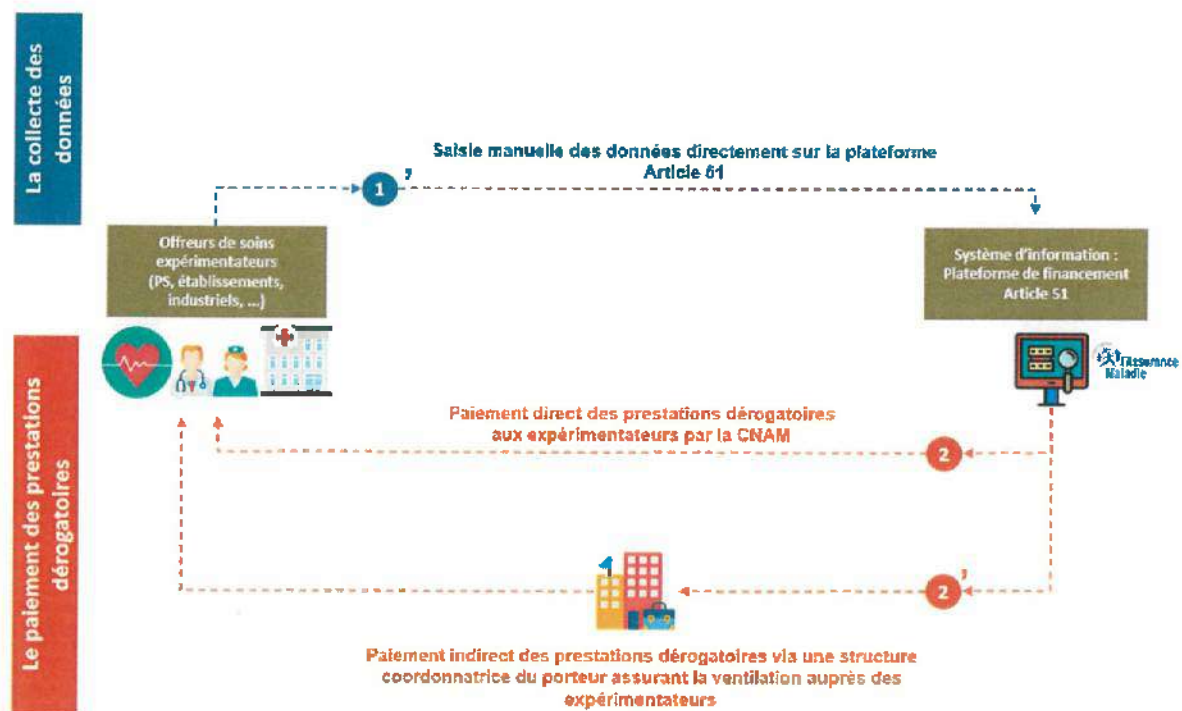 La collecte des
données
Saisie manuelle des données directement sur la plateforme
Article 51
1
,
Offreurs de soins
expérimentateurs
(PS, établissements,
industriels, ...)
Système d'information :
Plateforme de financement
Article 51
l'Assurance
Maladie
Le paiement des prestations
dérogatoires
Paiement direct des prestations dérogatoires
aux expérimentateurs par la CNAM
2
2
,
Paiement indirect des prestations dérogatoires via une structure
coordonnatrice du porteur assurant la ventilation auprès des
expérimentateurs